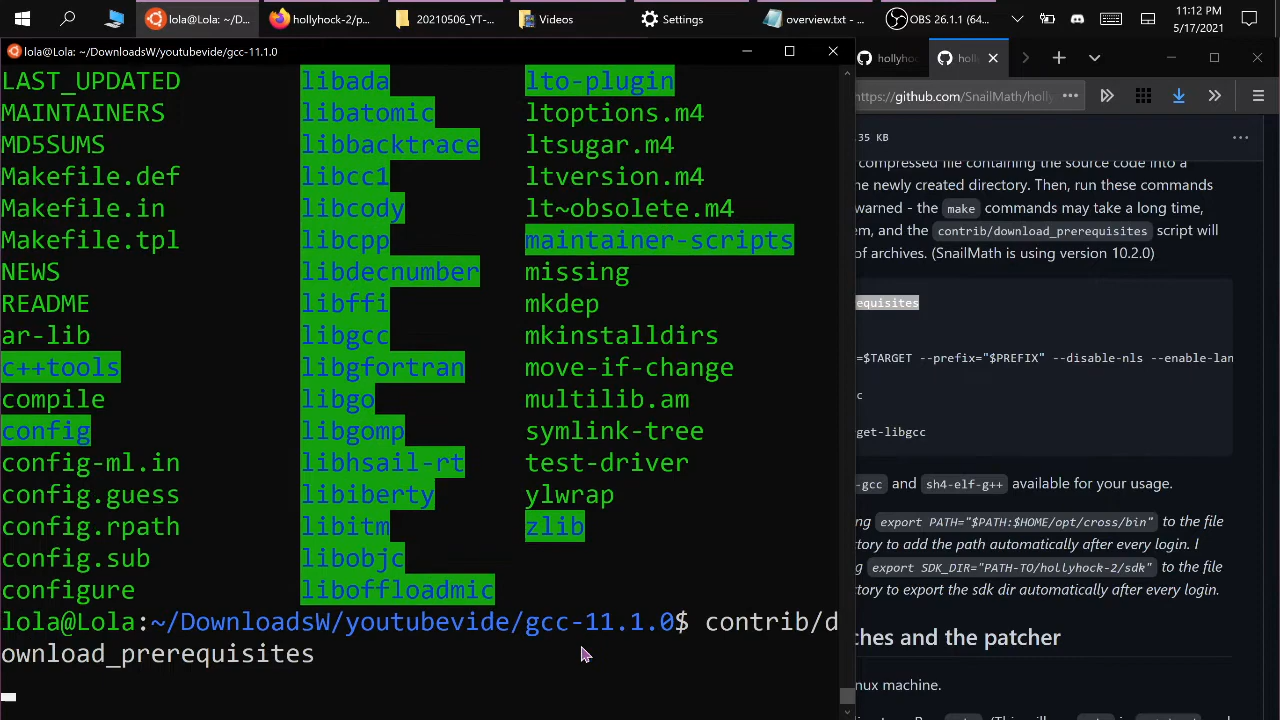 lola@Lola: ~/D...
hollyhock-2/p...
20210506_YT-...
Videos
Settings
overview.txt - ...
OBS 26.1.1 (64...
11:12 PM
5/17/2021
lola@Lola: ~/DownloadsW/youtubevide/gcc-11.1.0
hollyhoc
holly
https://github.com/SnailMath/holly
35 KB
LAST_UPDATED libada lto-plugin
MAINTAINERS libatomic ltoptions.m4
MD5SUMS libbacktrace ltsugar.m4
Makefile.def libcc1 ltversion.m4
Makefile.in libcody lt~obsolete.m4
Makefile.tpl libcpp maintainer-scripts
NEWS libdecnumber missing
README libffi mkdep
ar-lib libgcc mkinstalldirs
c++tools libgfortran move-if-change
compile libgo multilib.am
config libgomp symlink-tree
config-ml.in libhsail-rt test-driver
config.guess libiberty ylwrap
config.rpath libitm zlib
config.sub libobjc
configure liboffloadmic
lola@Lola:~/DownloadsW/youtubevide/gcc-11.1.0$ contrib/d
ownload_prerequisites
compressed file containing the source code into a
he newly created directory. Then, run these commands
warned - the make commands may take a long time,
em, and the contrib/download_prerequisites script will
of archives. (SnailMath is using version 10.2.0)
equisites
=$TARGET --prefix="$PREFIX" --disable-nls --enable-lan
c
get-libgcc
-gcc and sh4-elf-g++ available for your usage.
ng export PATH="$PATH:$HOME/opt/cross/bin" to the file
ctory to add the path automatically after every login. I
g export SDK_DIR="PATH-TO/hollyhock-2/sdk" to the file
ctory to export the sdk dir automatically after every login.
ches and the patcher
nux machine.